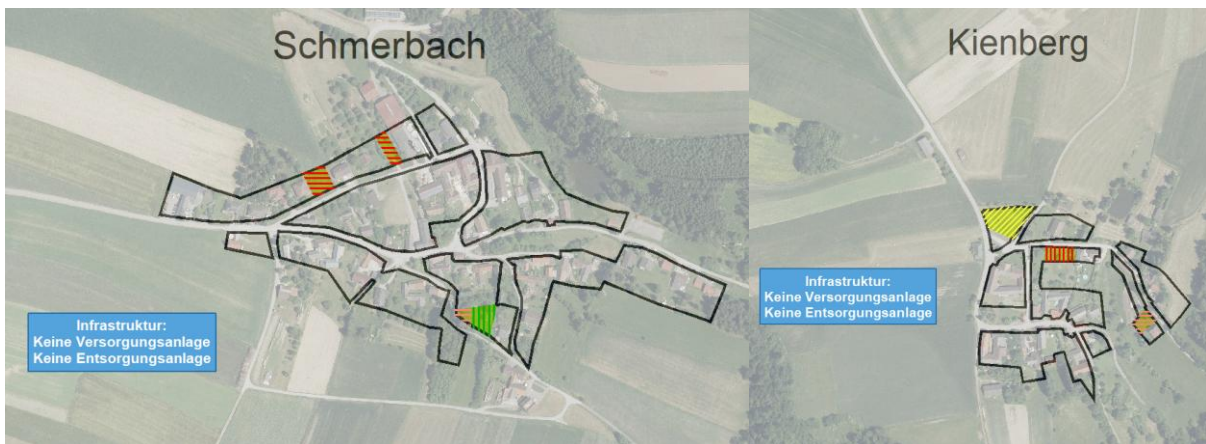 Schmerbach
Kienberg
Infrastruktur:
Keine Versorgungsanlage
Keine Entsorgungsanlage
Infrastruktur:
Keine Versorgungsanlage
Keine Entsorgungsanlage